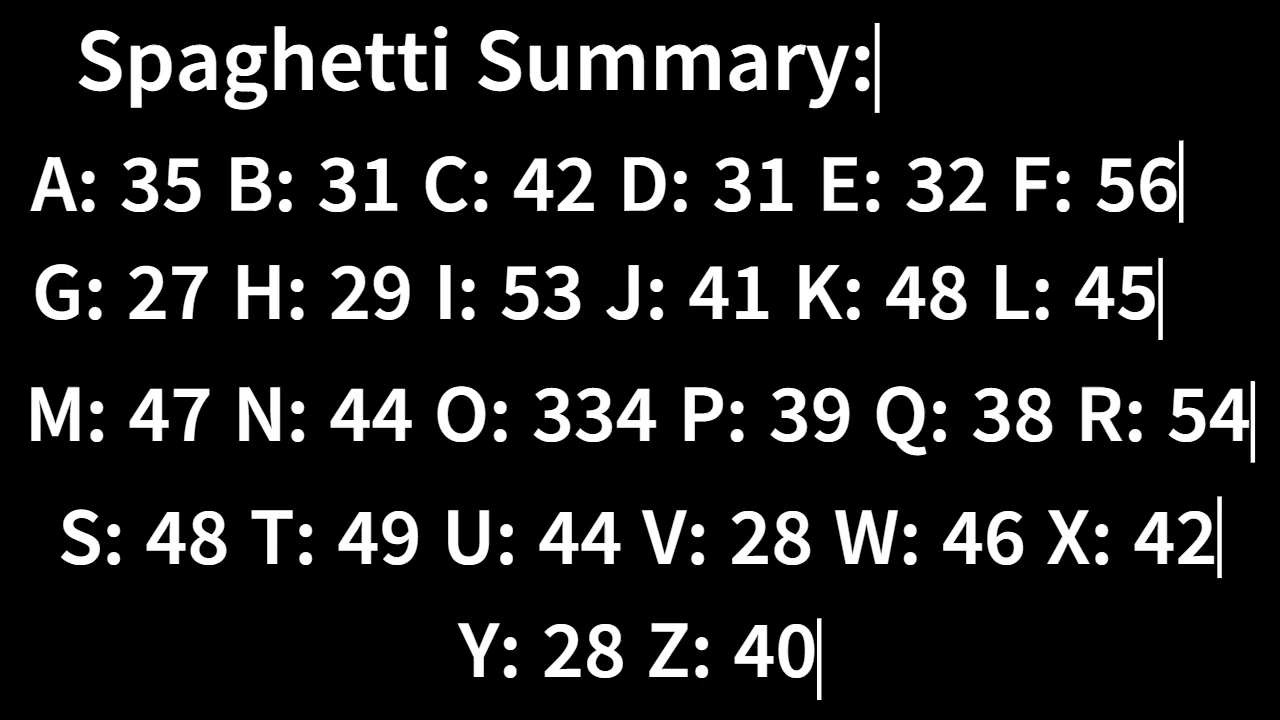 Spaghetti Summary:
A: 35 B: 31 C: 42 D: 31 E: 32 F: 56
G: 27 H: 29 I: 53 J: 41 K: 48 L: 45
M: 47 N: 44 O: 334 P: 39 Q: 38 R: 54
S: 48 T: 49 U: 44 V: 28 W: 46 X: 42
Y: 28 Z: 40